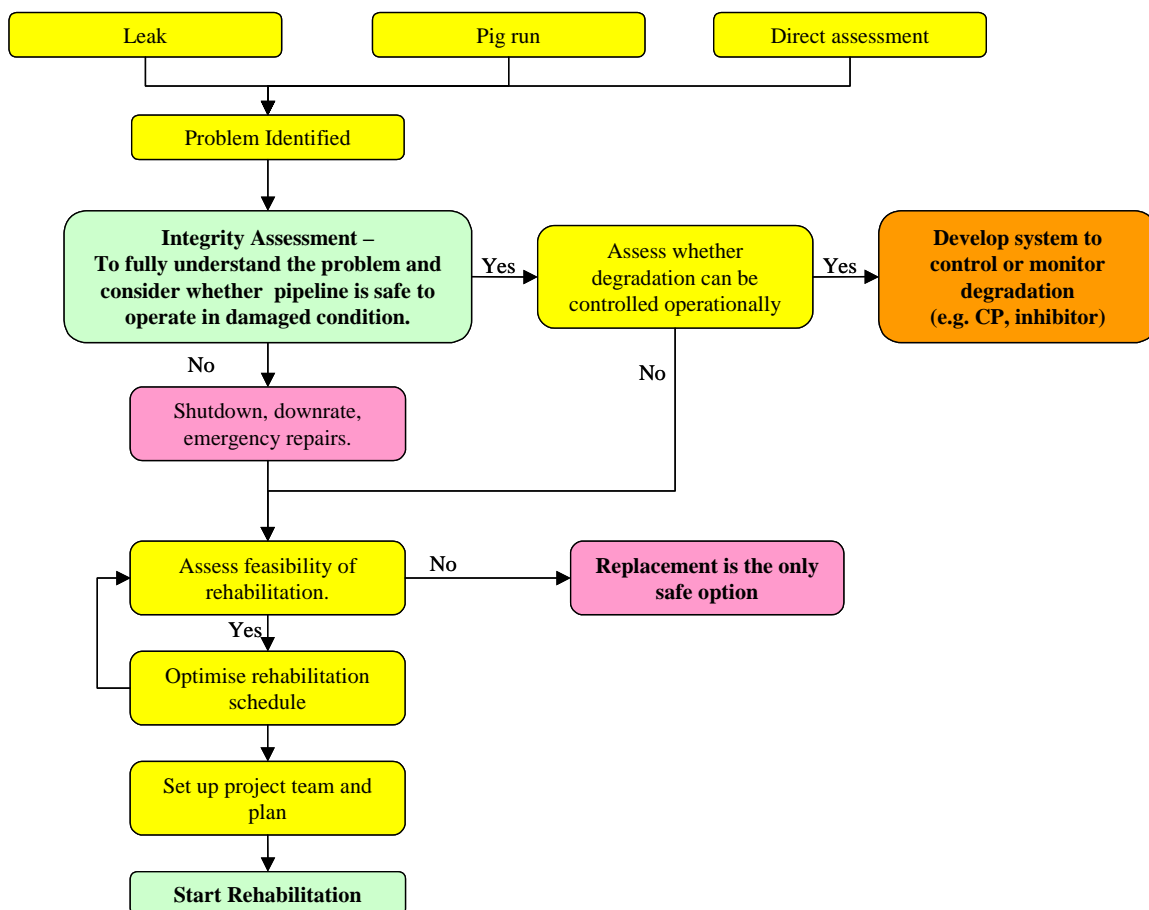 Leak
Pig run
Direct assessment
Problem Identified
Integrity Assessment –
To fully understand the problem and
consider whether pipeline is safe to
operate in damaged condition.
Yes
Assess whether
degradation can be
controlled operationally
Yes
Develop system to
control or monitor
degradation
(e.g. CP, inhibitor)
No
No
Shutdown, downrate,
emergency repairs.
Assess feasibility of
rehabilitation.
No
Replacement is the only
safe option
Yes
Optimise rehabilitation
schedule
Set up project team and
plan
Start Rehabilitation